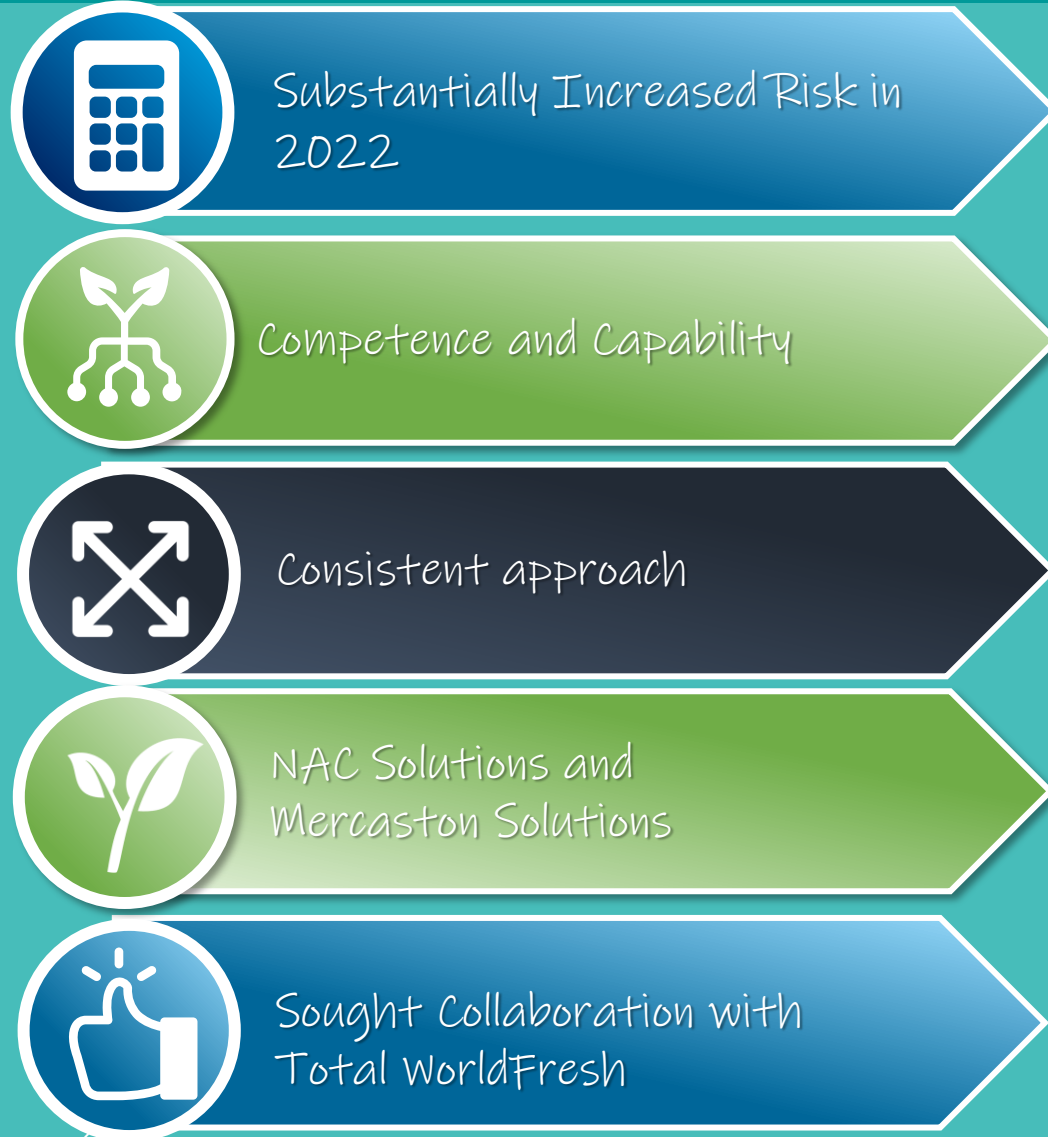 Substantially Increased Risk in
2022
Competence and Capability
Consistent approach
NAC Solutions and
Mercaston Solutions
Sought Collaboration with
Total WorldFresh